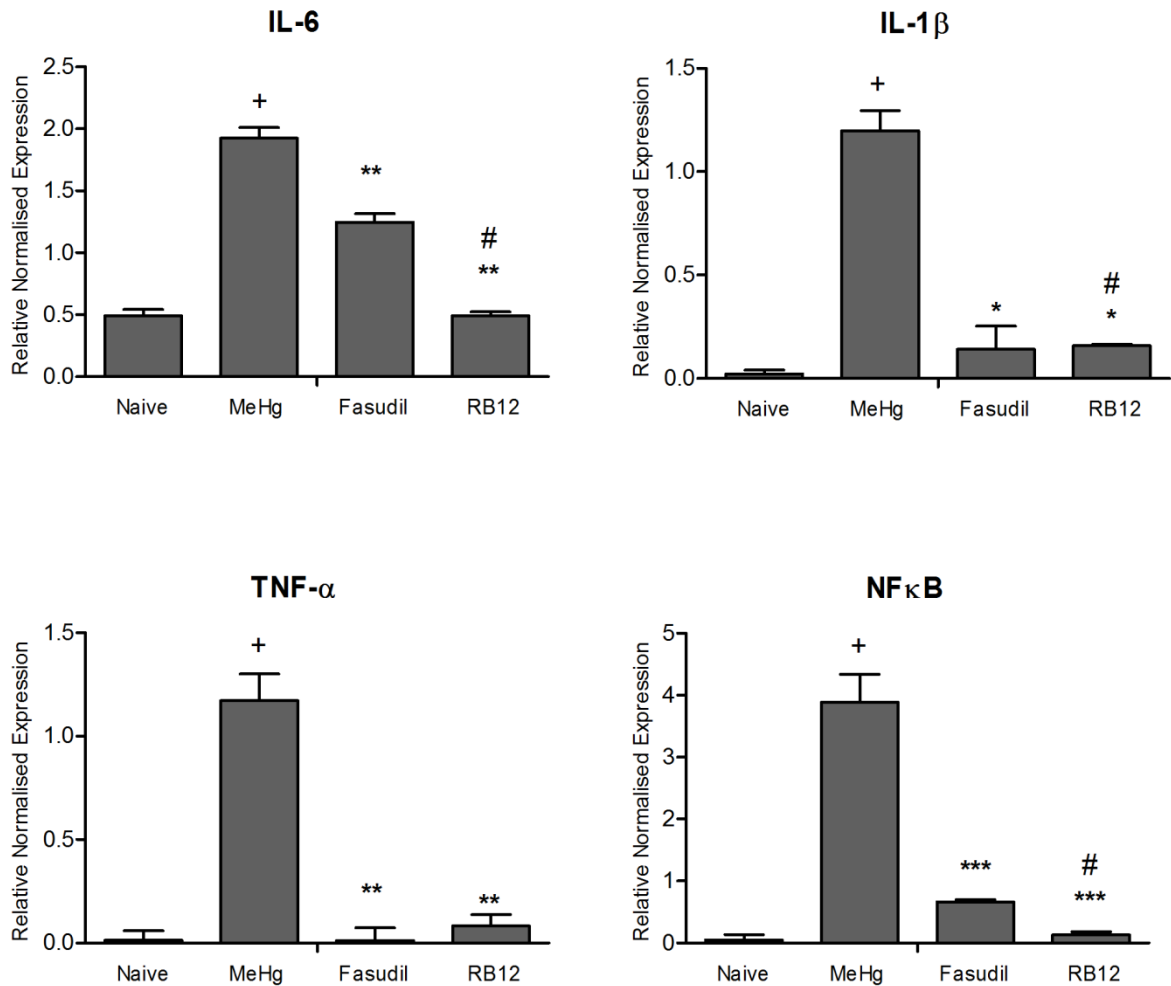 IL-6
Relative Normalised Expression
2.5
2.0
1.5
1.0
0.5
0.0
+
**
#
**
Naive MeHg Fasudil RB12
IL-1β
Relative Normalised Expression
1.5
1.0
0.5
0.0
+
*
#
*
Naive MeHg Fasudil RB12
TNF-α
Relative Normalised Expression
1.5
1.0
0.5
0.0
+
**
**
Naive MeHg Fasudil RB12
NFκB
Relative Normalised Expression
5
4
3
2
1
0
+
***
#
***
Naive MeHg Fasudil RB12